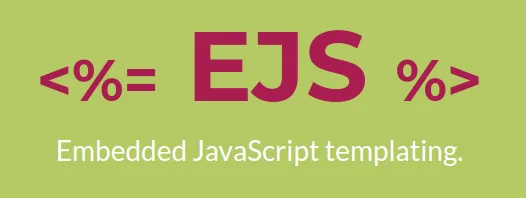 <%= EJS %>
Embedded JavaScript templating.